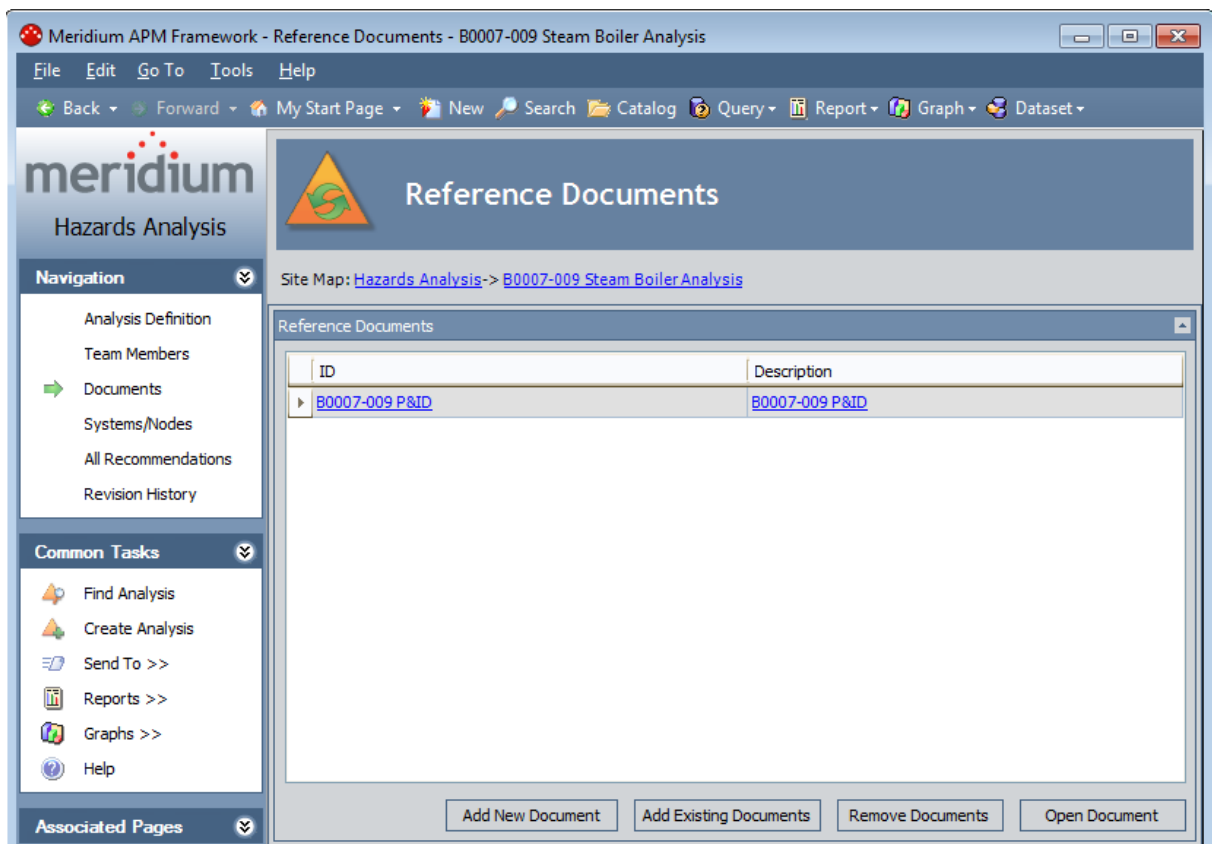 Meridium APM Framework - Reference Documents - B0007-009 Steam Boiler Analysis
File Edit Go To Tools Help
Back Forward My Start Page New Search Catalog Query Report Graph Dataset
meridium
Hazards Analysis
Reference Documents
Navigation
Analysis Definition
Team Members
Documents
Systems/Nodes
All Recommendations
Revision History
Common Tasks
Find Analysis
Create Analysis
Send To >>
Reports >>
Graphs >>
Help
Associated Pages
Site Map: Hazards Analysis-> B0007-009 Steam Boiler Analysis
Reference Documents
ID Description
B0007-009 P&ID B0007-009 P&ID
Add New Document Add Existing Documents Remove Documents Open Document